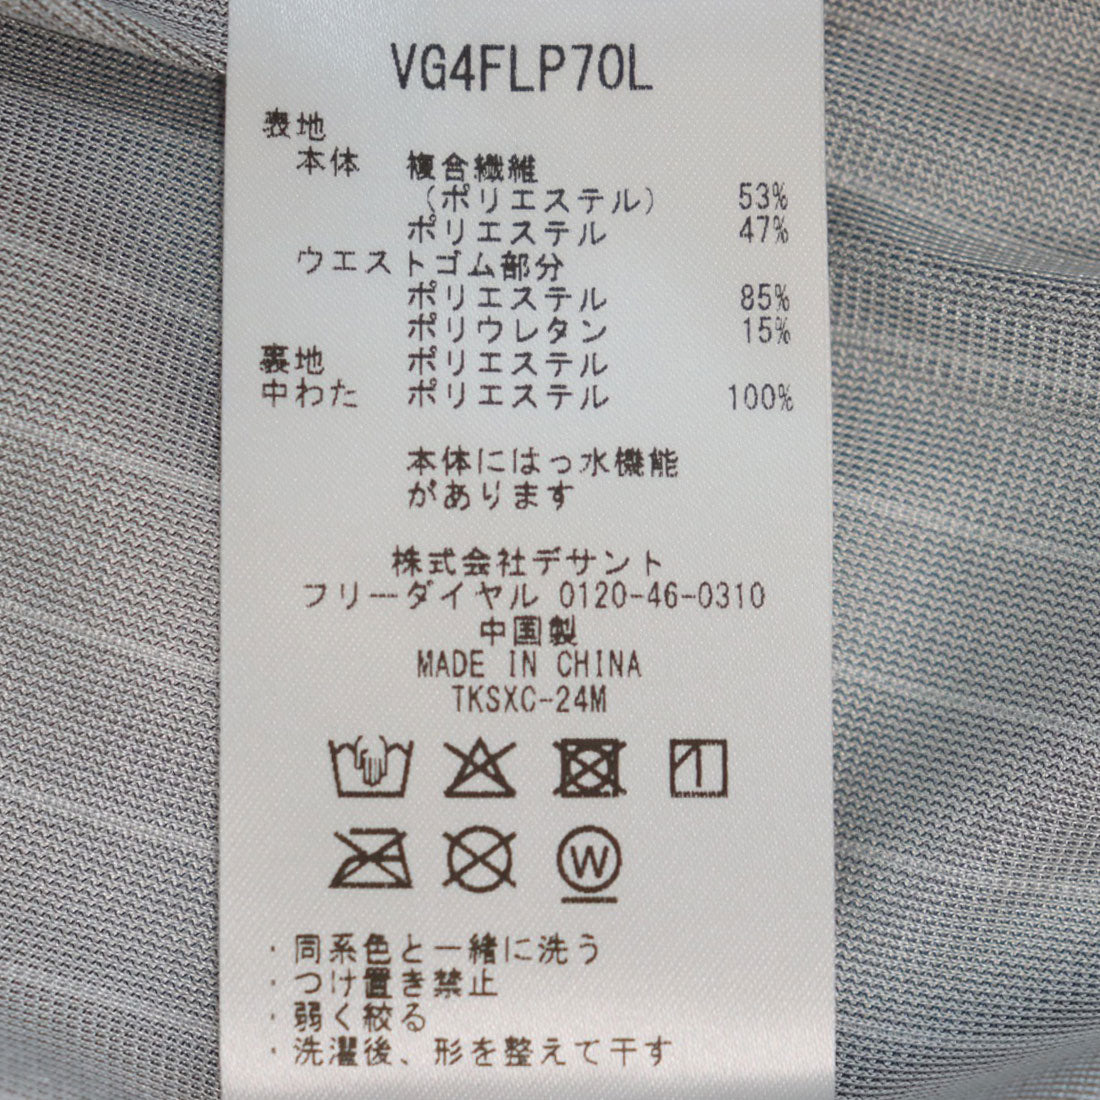 VG4FLP70L
表地
本体 複合繊維
(ポリエステル) 53%
ポリエステル 47%
ウエストゴム部分
ポリエステル 85%
ポリウレタン 15%
裏地 ポリエステル
中わた ポリエステル 100%
本体にはっ水機能
があります
株式会社デサント
フリーダイヤル 0120-46-0310
中国製
MADE IN CHINA
TKSXC-24M
W
・同系色と一緒に洗う
・つけ置き禁止
・弱く絞る
・洗濯後、形を整えて干す